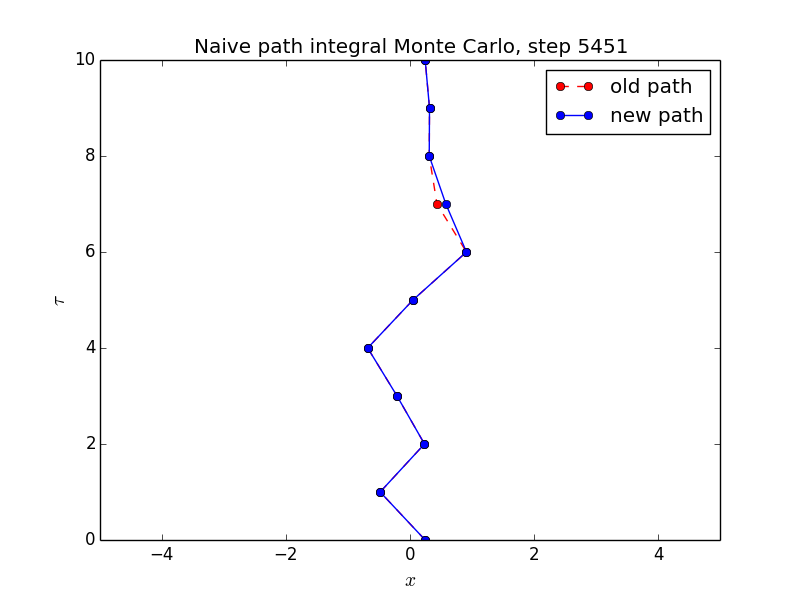 Naive path integral Monte Carlo, step 5451
10
8
6
4
2
0
τ
old path
new path
−4 −2 0 2 4
x